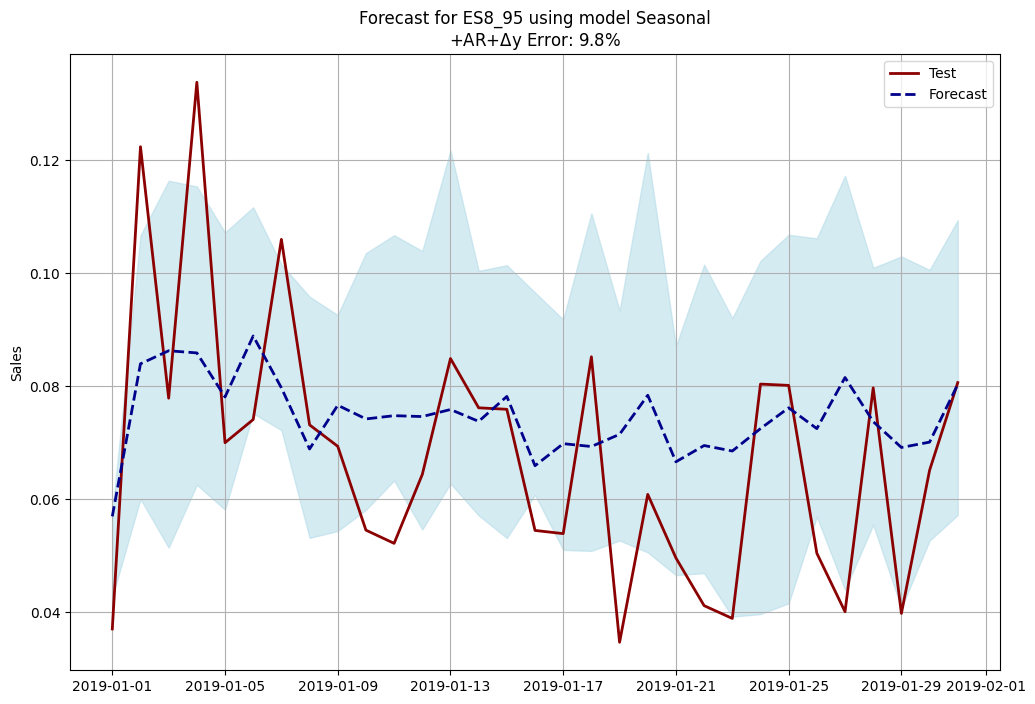 Forecast for ES8_95 using model Seasonal
+AR+Δy Error: 9.8%
Test
Forecast
Sales
0.12
0.10
0.08
0.06
0.04
2019-01-01 2019-01-05 2019-01-09 2019-01-13 2019-01-17 2019-01-21 2019-01-25 2019-01-29 2019-02-01